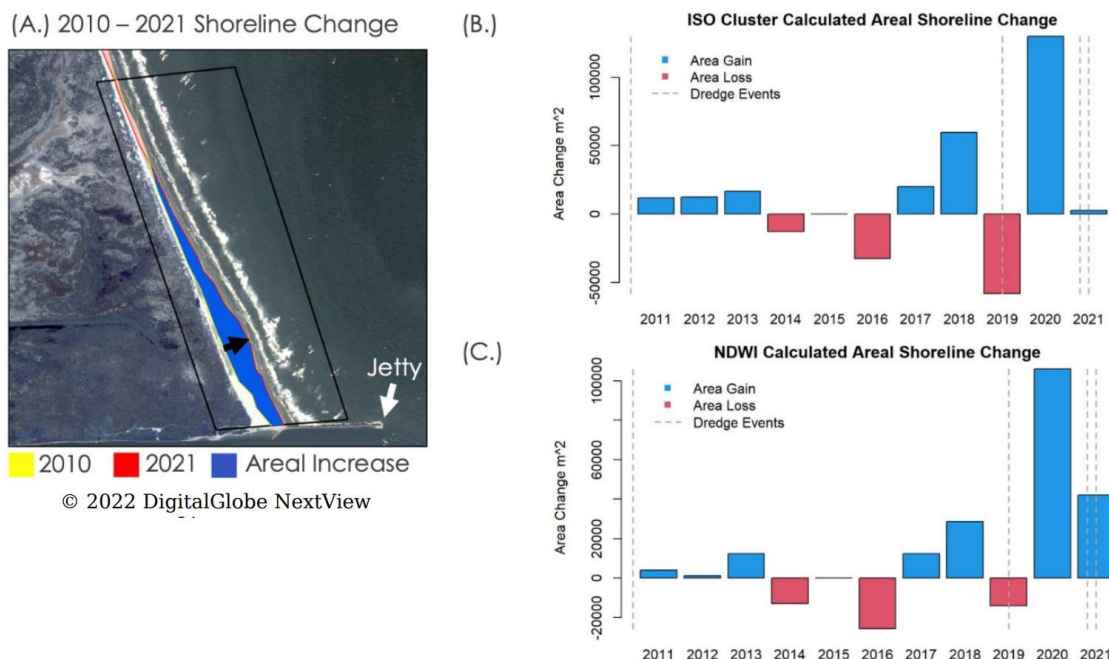 (A.) 2010 – 2021 Shoreline Change
Jetty
2010 2021 Areal Increase
© 2022 DigitalGlobe NextView
(B.)
ISO Cluster Calculated Areal Shoreline Change
Area Gain
Area Loss
Dredge Events
Area Change m^2
100000
50000
0
-50000
2011 2012 2013 2014 2015 2016 2017 2018 2019 2020 2021
(C.)
NDWI Calculated Areal Shoreline Change
Area Gain
Area Loss
Dredge Events
Area Change m^2
100000
60000
20000
0
-20000
2011 2012 2013 2014 2015 2016 2017 2018 2019 2020 2021